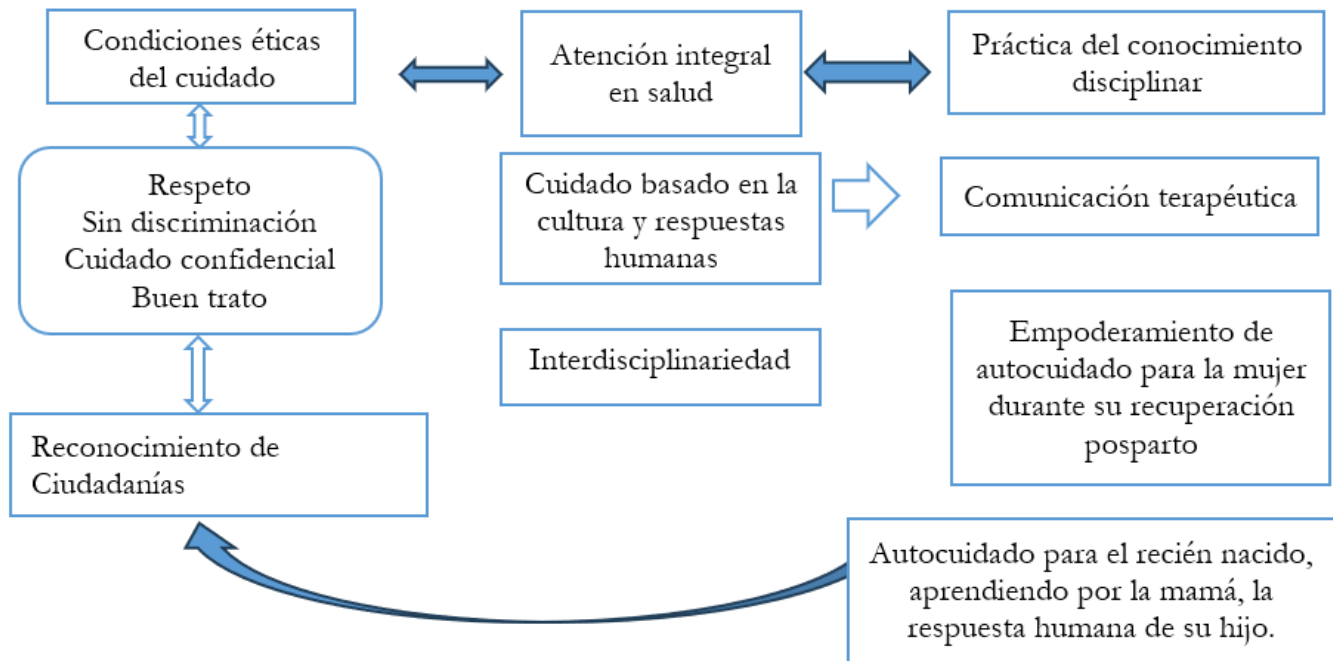 Condiciones éticas
del cuidado
Atención integral
en salud
Práctica del conocimiento
disciplinar
Respeto
Sin discriminación
Cuidado confidencial
Buen trato
Cuidado basado en la
cultura y respuestas
humanas
Comunicación terapéutica
Interdisciplinariedad
Empoderamiento de
autocuidado para la mujer
durante su recuperación
posparto
Reconocimiento de
Ciudadanías
Autocuidado para el recién nacido,
aprendiendo por la mamá, la
respuesta humana de su hijo.